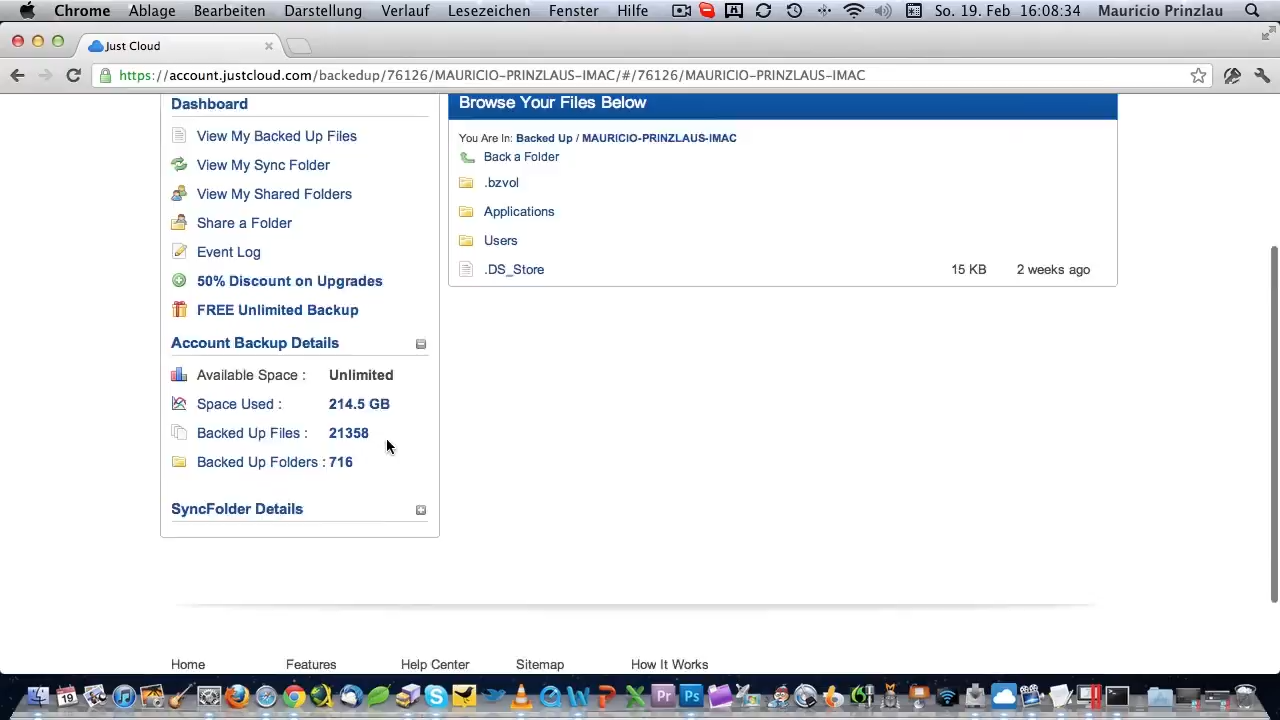 Chrome Ablage Bearbeiten Darstellung Verlauf Lesezeichen Fenster Hilfe So. 19. Feb 16:08:34 Mauricio Prinzlau
Just Cloud
https://account.justcloud.com/backedup/76126/MAURICIO-PRINZLAUS-IMAC/#/76126/MAURICIO-PRINZLAUS-IMAC
Dashboard
View My Backed Up Files
View My Sync Folder
View My Shared Folders
Share a Folder
Event Log
50% Discount on Upgrades
FREE Unlimited Backup
Account Backup Details
Available Space : Unlimited
Space Used : 214.5 GB
Backed Up Files : 21358
Backed Up Folders : 716
SyncFolder Details
Browse Your Files Below
You Are In: Backed Up / MAURICIO-PRINZLAUS-IMAC
Back a Folder
.bzvol
Applications
Users
.DS_Store 15 KB 2 weeks ago
Home Features Help Center Sitemap How It Works
19
Pr
Ps